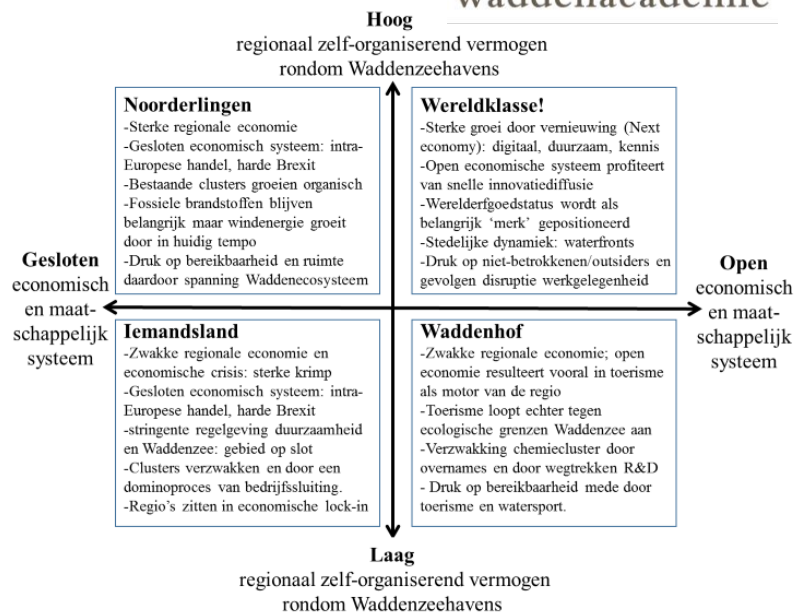 waddenacademie
Hoog
regionaal zelf-organiserend vermogen
rondom Waddenzeehavens
Noorderlingen
-Sterke regionale economie
-Gesloten economisch systeem: intra-
Europese handel, harde Brexit
-Bestaande clusters groeien organisch
-Fossiele brandstoffen blijven
belangrijk maar windenergie groeit
door in huidig tempo
-Druk op bereikbaarheid en ruimte
daardoor spanning Waddenecosysteem
Wereldklasse!
-Sterke groei door vernieuwing (Next
economy): digitaal, duurzaam, kennis
-Open economische systeem profiteert
van snelle innovatiediffusie
-Werelderfgoedstatus wordt als
belangrijk ‘merk’ gepositioneerd
-Stedelijke dynamiek: waterfronts
-Druk op niet-betrokkenen/outsiders en
gevolgen disruptie werkgelegenheid
Gesloten
economisch
en maat-
schappelijk
systeem
Open
economisch
en maat-
schappelijk
systeem
Iemandsland
-Zwakke regionale economie en
economische crisis: sterke krimp
-Gesloten economisch systeem: intra-
Europese handel, harde Brexit
-stringente regelgeving duurzaamheid
en Waddenzee: gebied op slot
-Clusters verzwakken en door een
dominoproces van bedrijfssluiting.
-Regio’s zitten in economische lock-in
Waddenhof
-Zwakke regionale economie; open
economie resulteert vooral in toerisme
als motor van de regio
-Toerisme loopt echter tegen
ecologische grenzen Waddenzee aan
-Verzwakking chemiecluster door
overnames en door wegtrekken R&D
- Druk op bereikbaarheid mede door
toerisme en watersport.
Laag
regionaal zelf-organiserend vermogen
rondom Waddenzeehavens